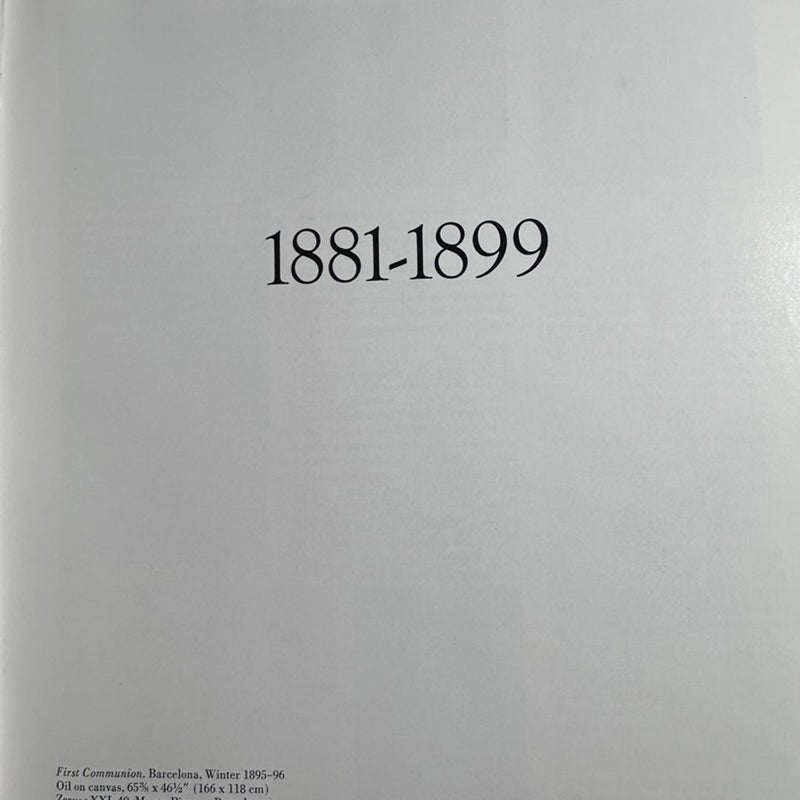 1881-1899
First Communion. Barcelona, Winter 1895–96
Oil on canvas, 65⅜ x 46½″ (166 x 118 cm)